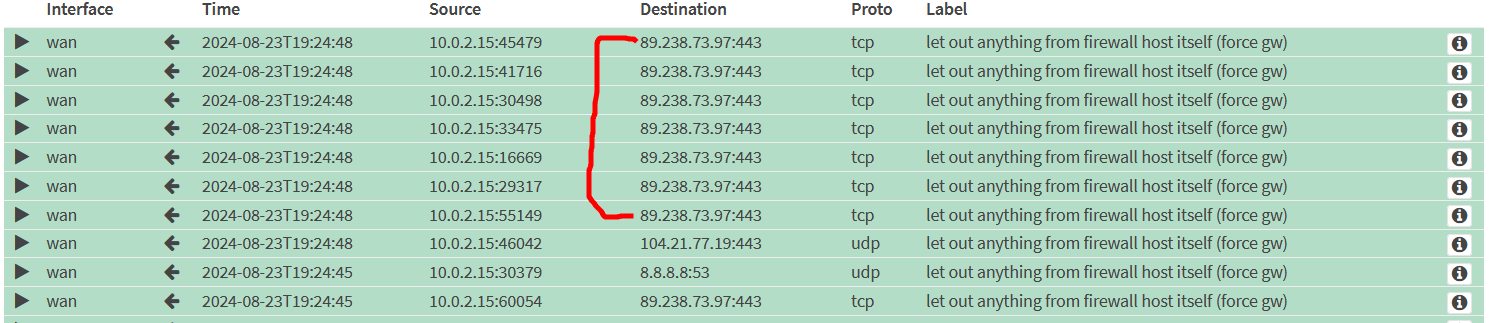 Interface Time Source Destination Proto Label
wan 2024-08-23T19:24:48 10.0.2.15:45479 89.238.73.97:443 tcp let out anything from firewall host itself (force gw)
wan 2024-08-23T19:24:48 10.0.2.15:41716 89.238.73.97:443 tcp let out anything from firewall host itself (force gw)
wan 2024-08-23T19:24:48 10.0.2.15:30498 89.238.73.97:443 tcp let out anything from firewall host itself (force gw)
wan 2024-08-23T19:24:48 10.0.2.15:33475 89.238.73.97:443 tcp let out anything from firewall host itself (force gw)
wan 2024-08-23T19:24:48 10.0.2.15:16669 89.238.73.97:443 tcp let out anything from firewall host itself (force gw)
wan 2024-08-23T19:24:48 10.0.2.15:29317 89.238.73.97:443 tcp let out anything from firewall host itself (force gw)
wan 2024-08-23T19:24:48 10.0.2.15:55149 89.238.73.97:443 tcp let out anything from firewall host itself (force gw)
wan 2024-08-23T19:24:48 10.0.2.15:46042 104.21.77.19:443 udp let out anything from firewall host itself (force gw)
wan 2024-08-23T19:24:45 10.0.2.15:30379 8.8.8.8:53 udp let out anything from firewall host itself (force gw)
wan 2024-08-23T19:24:45 10.0.2.15:60054 89.238.73.97:443 tcp let out anything from firewall host itself (force gw)